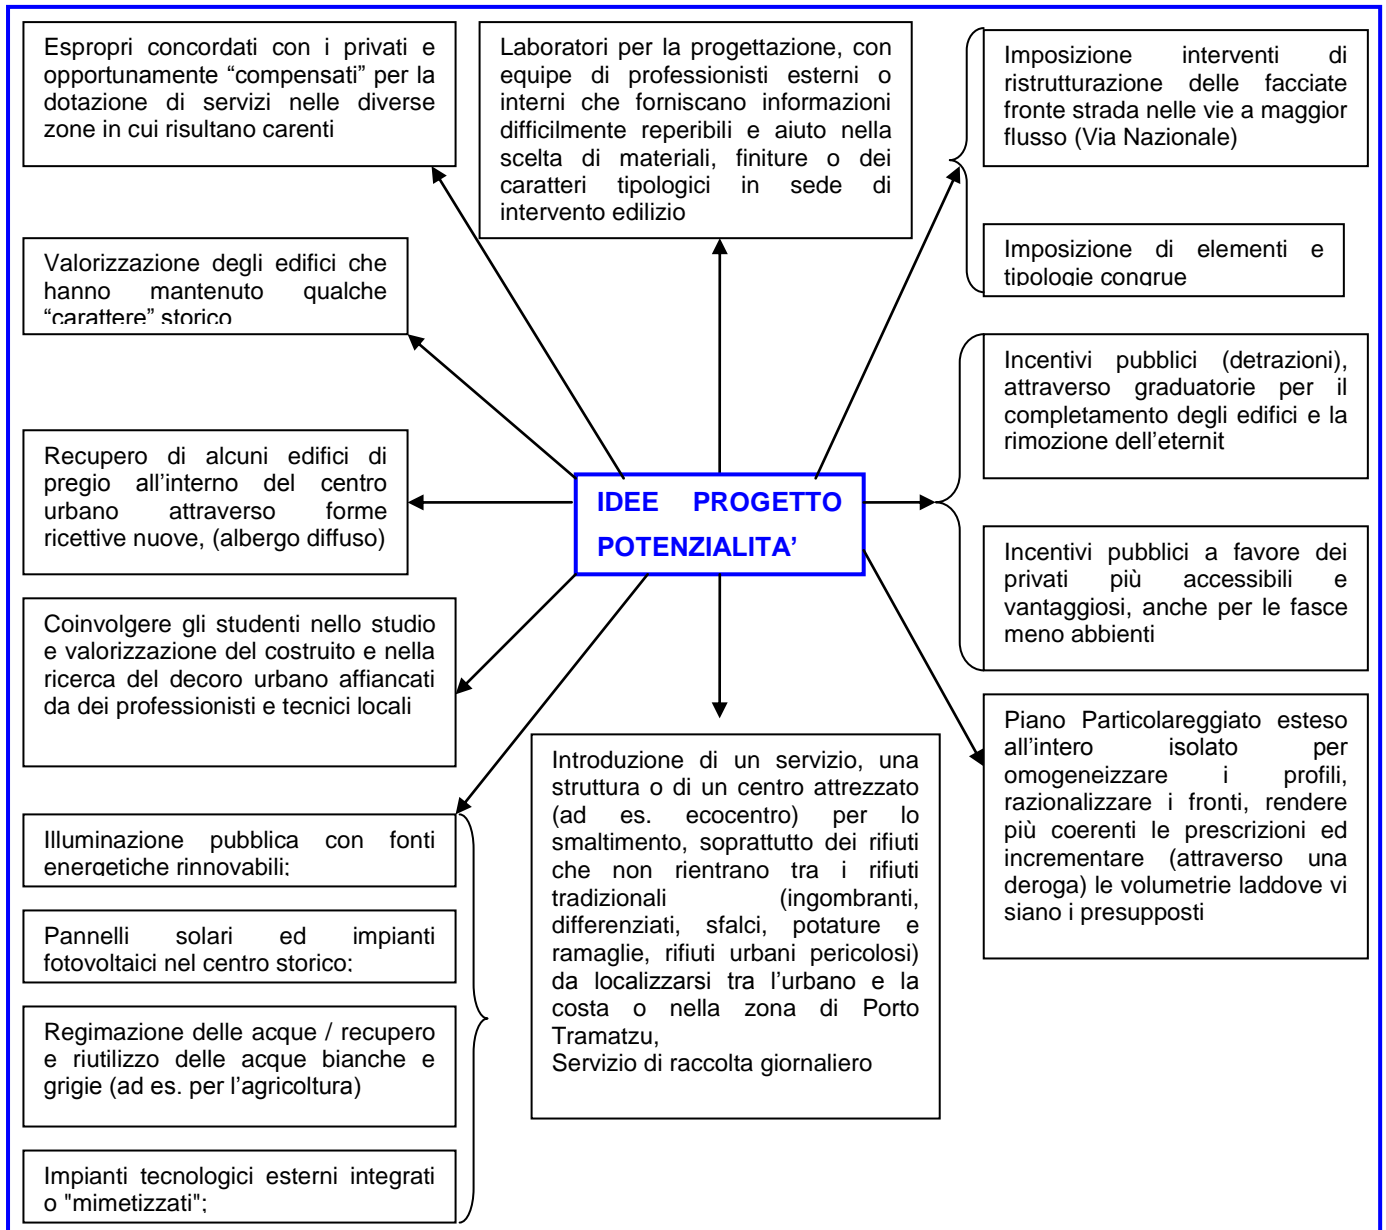 Espropri concordati con i privati e
opportunamente “compensati” per la
dotazione di servizi nelle diverse
zone in cui risultano carenti
Laboratori per la progettazione, con
equipe di professionisti esterni o
interni che forniscano informazioni
difficilmente reperibili e aiuto nella
scelta di materiali, finiture o dei
caratteri tipologici in sede di
intervento edilizio
Imposizione interventi di
ristrutturazione delle facciate
fronte strada nelle vie a maggior
flusso (Via Nazionale)
Imposizione di elementi e
tipologie congrue
Valorizzazione degli edifici che
hanno mantenuto qualche
“carattere” storico
Incentivi pubblici (detrazioni),
attraverso graduatorie per il
completamento degli edifici e la
rimozione dell’eternit
Recupero di alcuni edifici di
pregio all’interno del centro
urbano attraverso forme
ricettive nuove, (albergo diffuso)
IDEE PROGETTO
POTENZIALITA’
Incentivi pubblici a favore dei
privati più accessibili e
vantaggiosi, anche per le fasce
meno abbienti
Coinvolgere gli studenti nello studio
e valorizzazione del costruito e nella
ricerca del decoro urbano affiancati
da dei professionisti e tecnici locali
Piano Particolareggiato esteso
all’intero isolato per
omogeneizzare i profili,
razionalizzare i fronti, rendere
più coerenti le prescrizioni ed
incrementare (attraverso una
deroga) le volumetrie laddove vi
siano i presupposti
Introduzione di un servizio, una
struttura o di un centro attrezzato
(ad es. ecocentro) per lo
smaltimento, soprattutto dei rifiuti
che non rientrano tra i rifiuti
tradizionali (ingombranti,
differenziati, sfalci, potature e
ramaglie, rifiuti urbani pericolosi)
da localizzarsi tra l’urbano e la
costa o nella zona di Porto
Tramatzu,
Servizio di raccolta giornaliero
Illuminazione pubblica con fonti
energetiche rinnovabili;
Pannelli solari ed impianti
fotovoltaici nel centro storico;
Regimazione delle acque / recupero
e riutilizzo delle acque bianche e
grigie (ad es. per l’agricoltura)
Impianti tecnologici esterni integrati
o "mimetizzati";